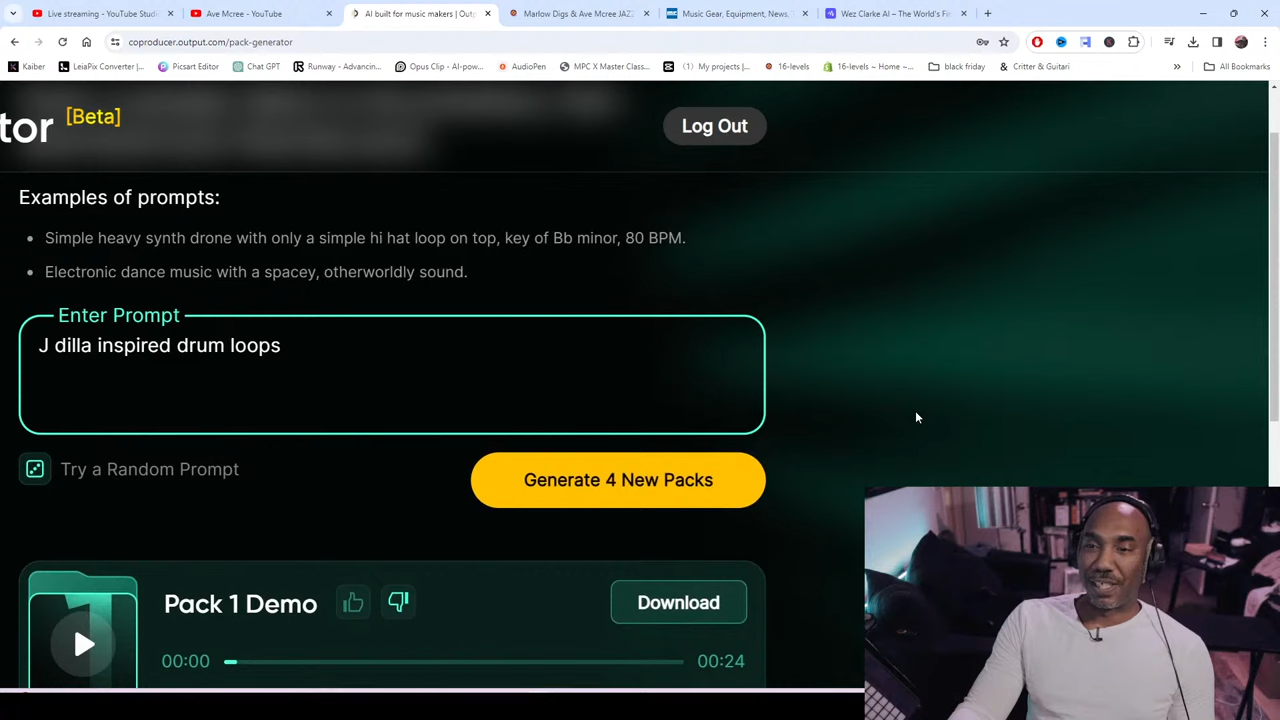 Live streaming - YouTube Studi
Ave Mcree - YouTube
AI built for music makers | Outp
Marlow Digs & Ave Mcree JAZZ
Music Gear, Equipment, News, T
Wez Clarke AI – The World's Fi
coproducer.output.com/pack-generator
Kaiber
LeiaPix Converter |...
Picsart Editor
Chat GPT
Runway - Advancin...
Opus Clip - AI-pow...
AudioPen
MPC X Master Class...
(1) My projects |...
16-levels
16-levels ~ Home ~...
black friday
Critter & Guitari
All Bookmarks
tor [Beta]
Log Out
Examples of prompts:
Simple heavy synth drone with only a simple hi hat loop on top, key of Bb minor, 80 BPM.
Electronic dance music with a spacey, otherworldly sound.
Enter Prompt
J dilla inspired drum loops
Try a Random Prompt
Generate 4 New Packs
1
Pack 1 Demo
Download
00:00
00:24